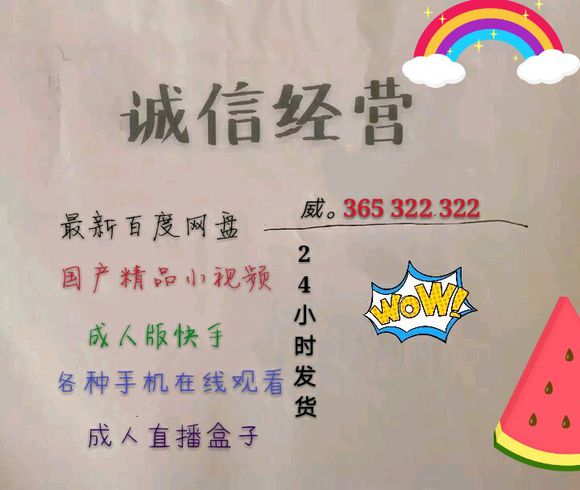 诚信经营
威。365 322 322
最新百度网盘
国产精品小视频
成人版快手
各种手机在线观看
成人直播盒子
24小时发货
WOW!